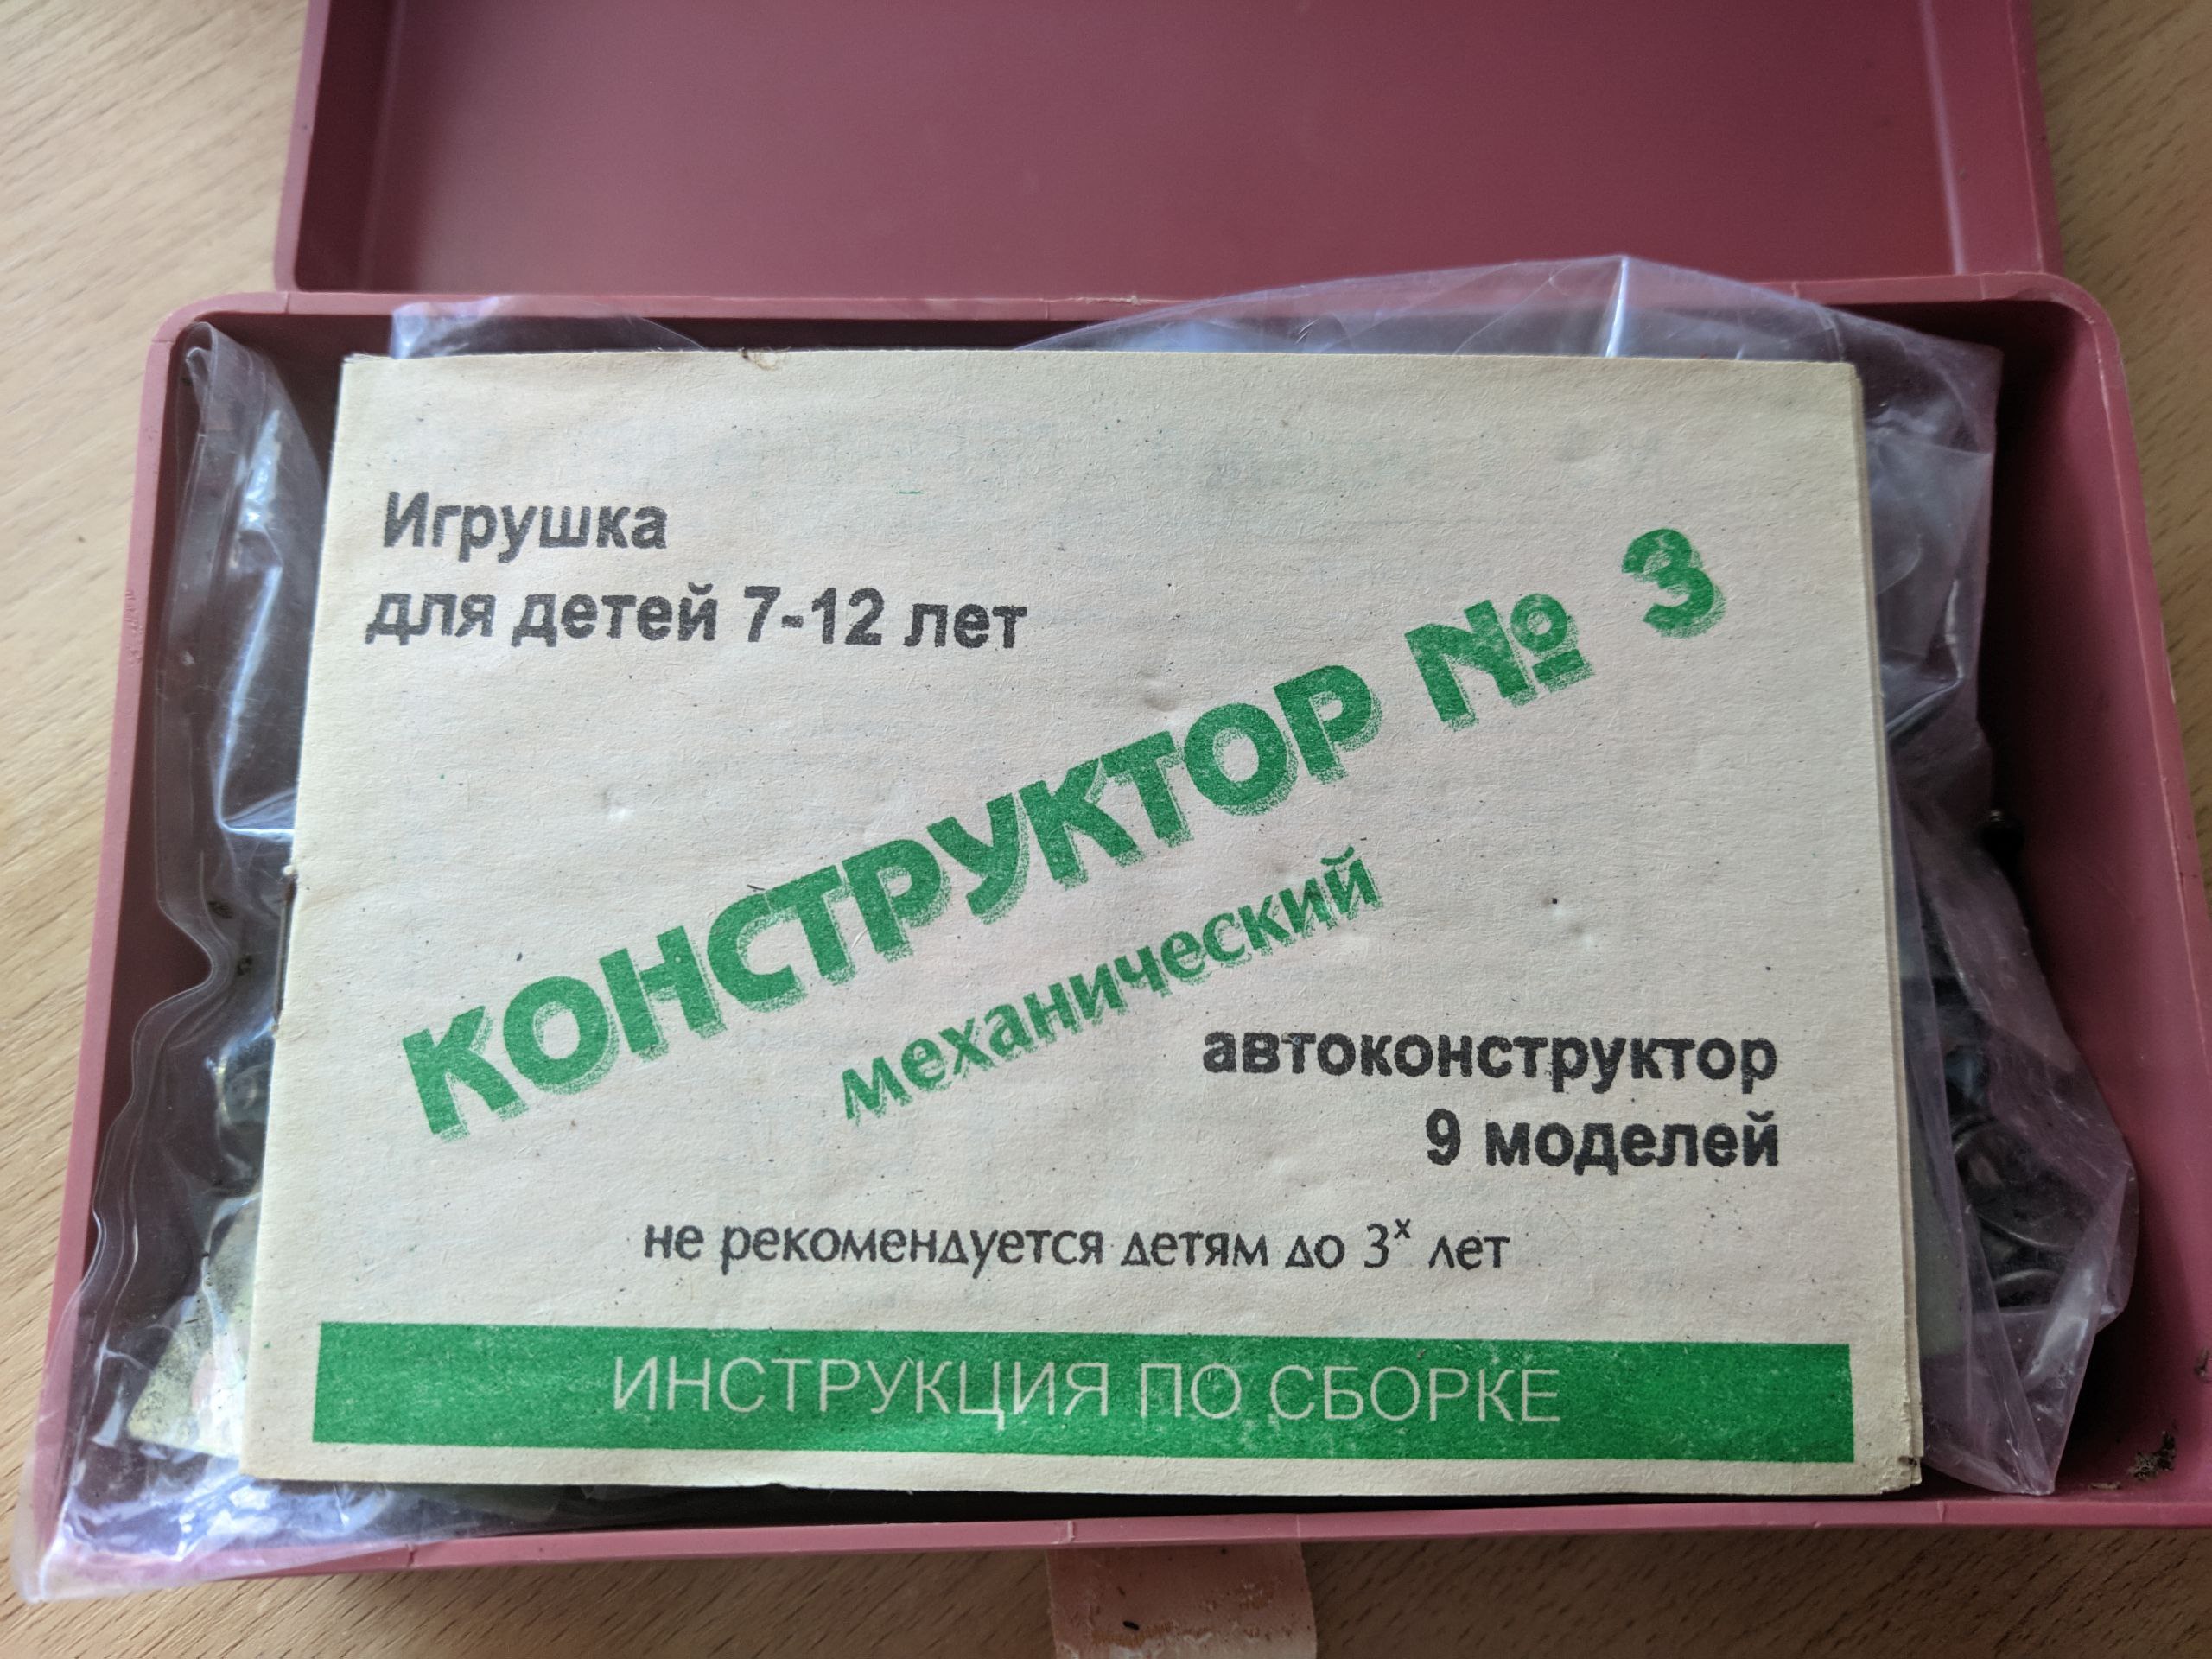 Игрушка
для детей 7-12 лет
КОНСТРУКТОР № 3
механический
автоконструктор
9 моделей
не рекомендуется детям до 3х лет
ИНСТРУКЦИЯ ПО СБОРКЕ